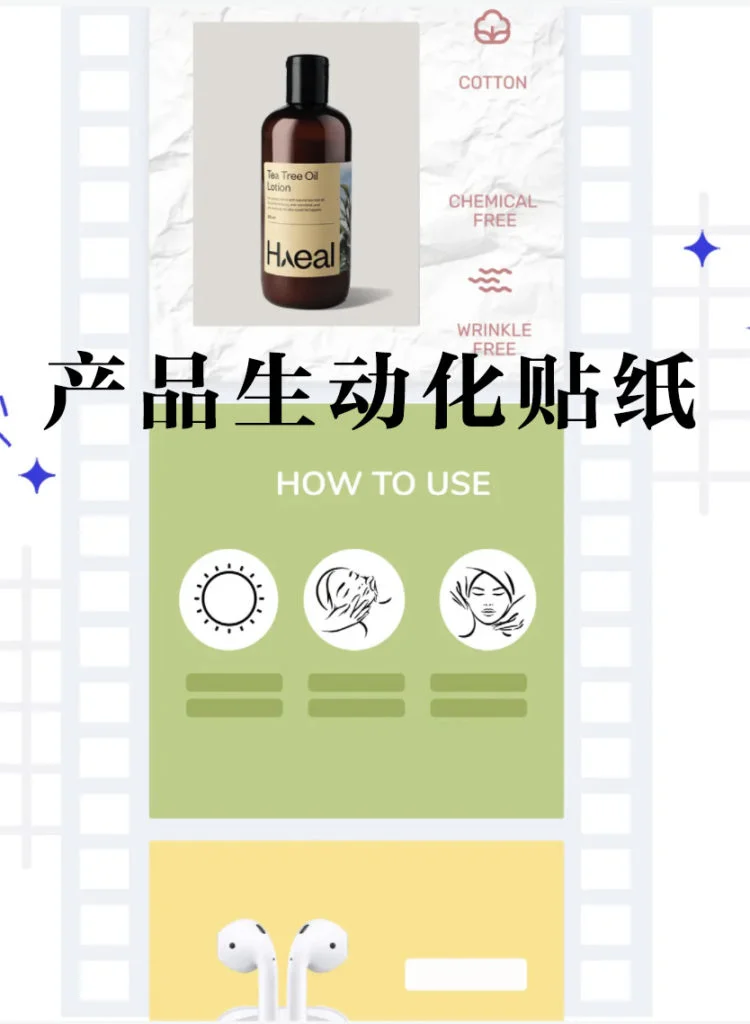 COTTON
CHEMICAL
FREE
WRINKLE
FREE
Tea Tree Oil
Lotion
Haeal
产品生动化贴纸
HOW TO USE